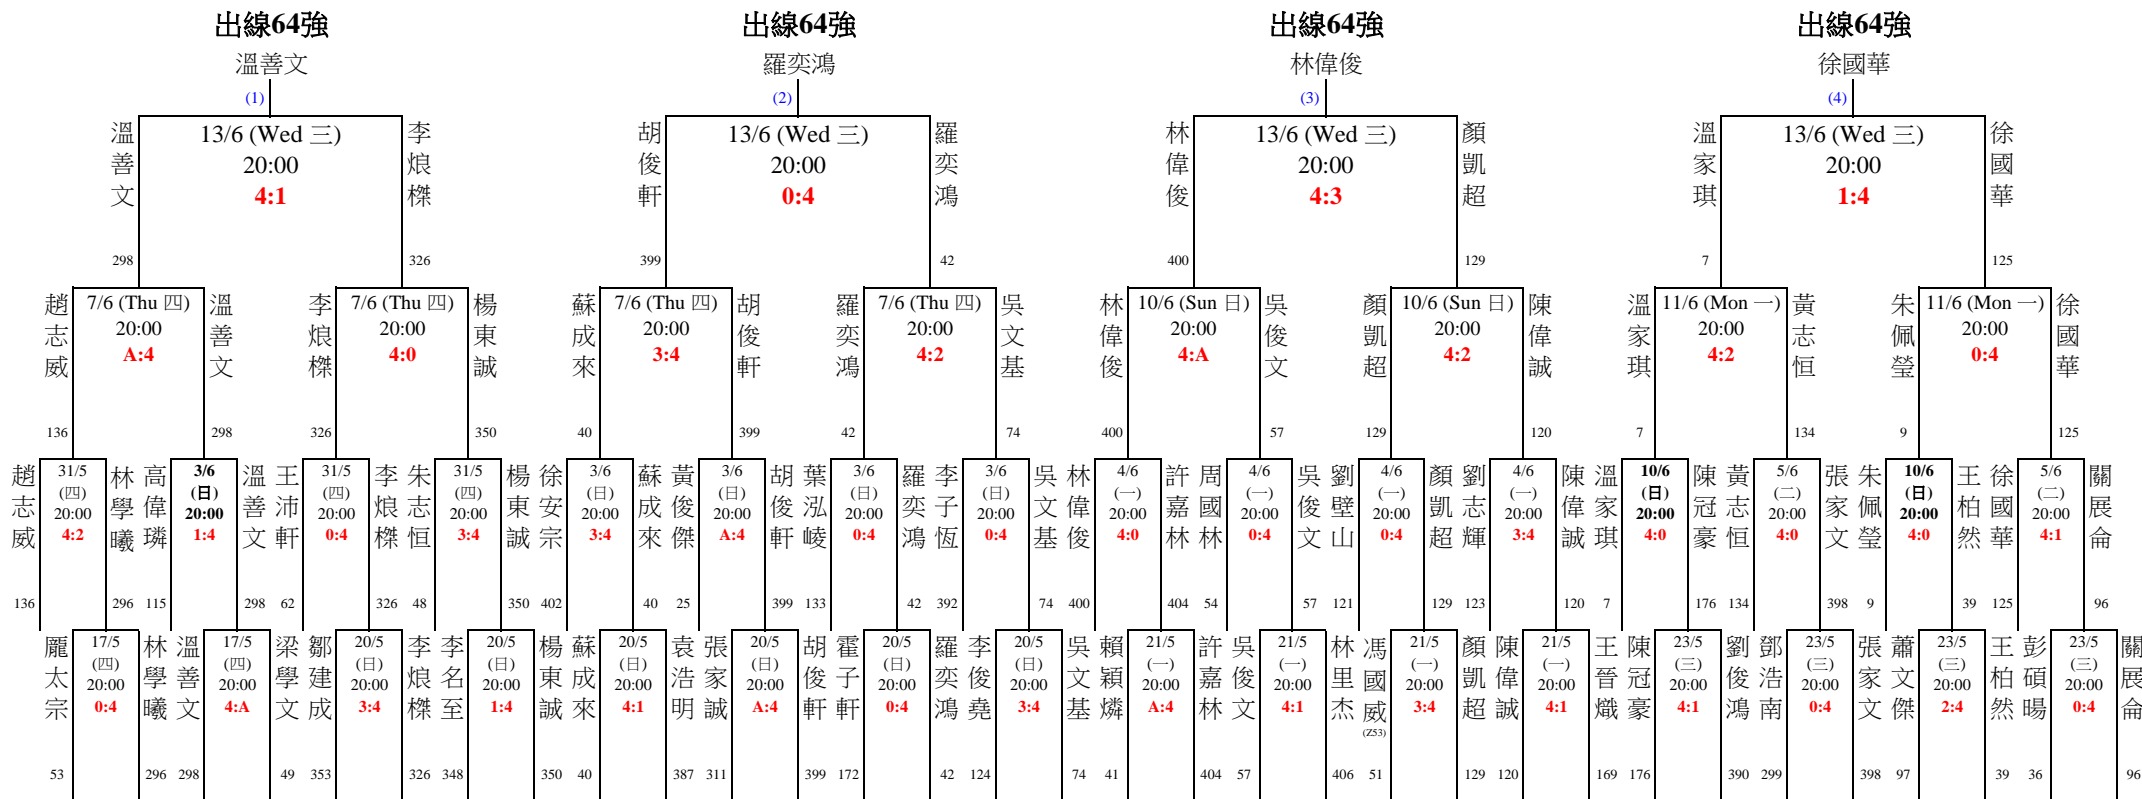 出線64強 出線64強 出線64強 出線64強
溫善文 羅奕鴻 林偉俊 徐國華
(1) (2) (3) (4)
溫善文 13/6 (Wed 三) 李烺櫸 胡俊軒 13/6 (Wed 三) 羅奕鴻 林偉俊 13/6 (Wed 三) 顏凱超 溫家琪 13/6 (Wed 三) 徐國華
20:00 20:00 20:00 20:00
4:1 0:4 4:3 1:4
298 326 399 42 400 129 7 125
趙志威 7/6 (Thu 四) 溫善文 李烺櫸 7/6 (Thu 四) 楊東誠 蘇成來 7/6 (Thu 四) 胡俊軒 羅奕鴻 7/6 (Thu 四) 吳文基 林偉俊 10/6 (Sun 日) 吳俊文 顏凱超 10/6 (Sun 日) 陳偉誠 溫家琪 11/6 (Mon 一) 黃志恒 朱佩瑩 11/6 (Mon 一) 徐國華
20:00 20:00 20:00 20:00 20:00 20:00 20:00 20:00
A:4 4:0 3:4 4:2 4:A 4:2 4:2 0:4
136 298 326 350 40 399 42 74 400 57 129 120 7 134 9 125
趙志威 31/5 林學曦 高偉璘 3/6 溫善文 王沛軒 31/5 李烺櫸 朱志恒 31/5 楊東誠 徐安宗 3/6 蘇成來 黃俊傑 3/6 胡俊軒 葉泓崚 3/6 羅奕鴻 李子恆 3/6 吳文基 林偉俊 4/6 許嘉林 周國林 4/6 吳俊文 劉壁山 4/6 顏凱超 劉志輝 4/6 陳偉誠 溫家琪 10/6 陳冠豪 黃志恒 5/6 張家文 朱佩瑩 10/6 王柏然 徐國華 5/6 關展侖
(四) (日) (四) (四) (日) (日) (日) (日) (一) (一) (一) (一) (日) (二) (日) (二)
20:00 20:00 20:00 20:00 20:00 20:00 20:00 20:00 20:00 20:00 20:00 20:00 20:00 20:00 20:00 20:00
4:2 1:4 0:4 3:4 3:4 A:4 0:4 0:4 4:0 0:4 0:4 3:4 4:0 4:0 4:0 4:1
136 296 115 298 62 326 48 350 402 40 25 399 133 42 392 74 400 404 54 57 121 129 123 120 7 176 134 398 9 39 125 96
龎太宗 17/5 林學曦 溫善文 17/5 梁學文 鄒建成 20/5 李烺櫸 李名至 20/5 楊東誠 蘇成來 20/5 袁浩明 張家誠 20/5 胡俊軒 霍子軒 20/5 羅奕鴻 李俊堯 20/5 吳文基 賴穎燐 21/5 許嘉林 吳俊文 21/5 林里杰 馮國威 21/5 顏凱超 陳偉誠 21/5 王晉熾 陳冠豪 23/5 劉俊鴻 鄧浩南 23/5 張家文 蕭文傑 23/5 王柏然 彭碩暘 23/5 關展侖
(四) (四) (日) (日) (日) (日) (日) (日) (一) (一) (一) (一) (三) (三) (三) (三)
20:00 20:00 20:00 20:00 20:00 20:00 20:00 20:00 20:00 20:00 20:00 20:00 20:00 20:00 20:00 20:00
0:4 4:A 3:4 1:4 4:1 A:4 0:4 3:4 A:4 4:1 3:4 4:1 4:1 0:4 2:4 0:4
(Z53)
53 296 298 49 353 326 348 350 40 387 311 399 172 42 124 74 41 404 57 406 51 129 120 169 176 390 299 398 97 39 36 96